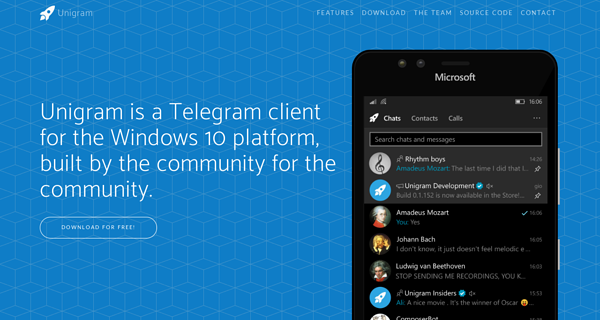 Unigram
FEATURES DOWNLOAD THE TEAM SOURCE CODE CONTACT
Unigram is a Telegram client
for the Windows 10 platform,
built by the community for the
community.
DOWNLOAD FOR FREE!
Microsoft
16:06
Chats Contacts Calls ...
Search chats and messages
Rhythm boys 14:26
Amadeus Mozart: The last time I did that I...
Unigram Development
Build 0.1.152 is now available in the Store!
Amadeus Mozart 16:06
You: Yes
Johann Bach 16:05
I don't know, it just doesn't feel melodic e...
Ludwig van Beethoven 16:03
STOP SENDING ME RECORDINGS, YOU K...
Unigram Insiders
Ali: A nice movie . It's the winner of Oscar 😀...
ComposerBot